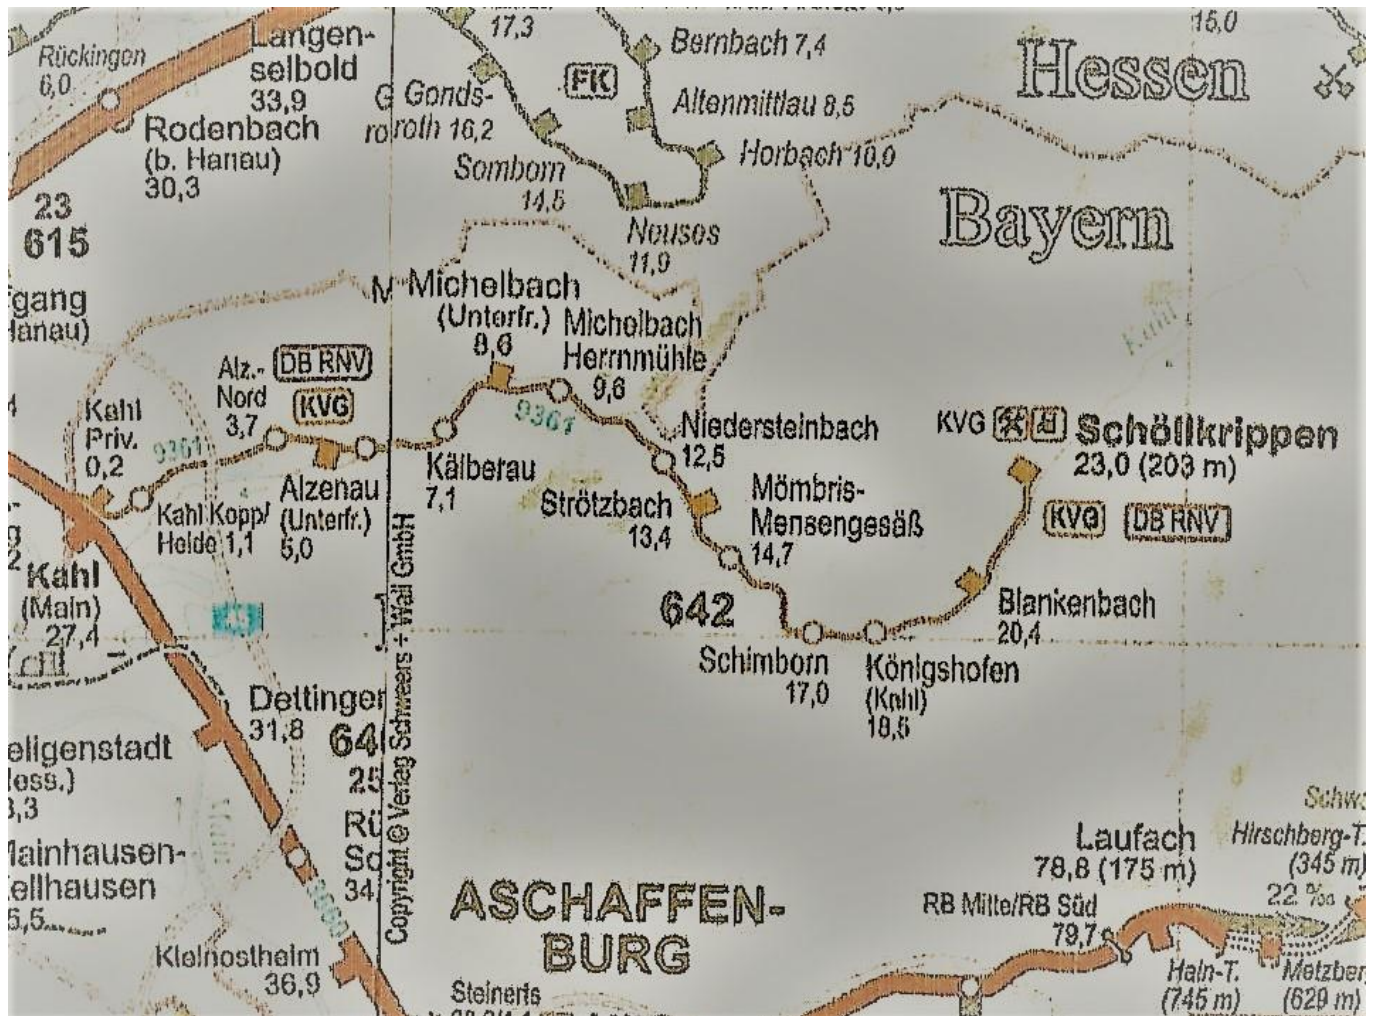 17,3
15,0
Rückingen
6,0
Langen-
selbold
33,9
Bernbach 7,4
FK
Hessen
Gonds-
roth 16,2
Altenmittlau 8,5
Rodenbach
(b. Hanau)
30,3
Somborn
14,5
Horbach 10,0
23
615
Neuses
11,9
Bayern
Michelbach
(Unterfr.)
8,6
Michelbach
Herrnmühle
9,6
Kahl
Alz.-
Nord
3,7
DB RNV
KVG
Kahl
Priv.
0,2
9361
9361
Niedersteinbach
12,5
KVG
Schöllkrippen
23,0 (203 m)
Kälberau
7,1
Kahl Kopp/
Heide 1,1
Alzenau
(Unterfr.)
5,0
Strötzbach
13,4
Mömbris-
Mensengesäß
14,7
KVG
DB RNV
Kahl
(Main)
27,4
642
Blankenbach
20,4
Schimborn
17,0
Königshofen
(Kahl)
18,5
Copyright © Verlag Schweers + Wall GmbH
31,8
Laufach
78,8 (175 m)
Hirschberg-T.
(345 m)
22 ‰
RB Mitte/RB Süd
79,7
ASCHAFFEN-
BURG
Kleinostheim
36,9
Hain-T.
(745 m)
(629 m)